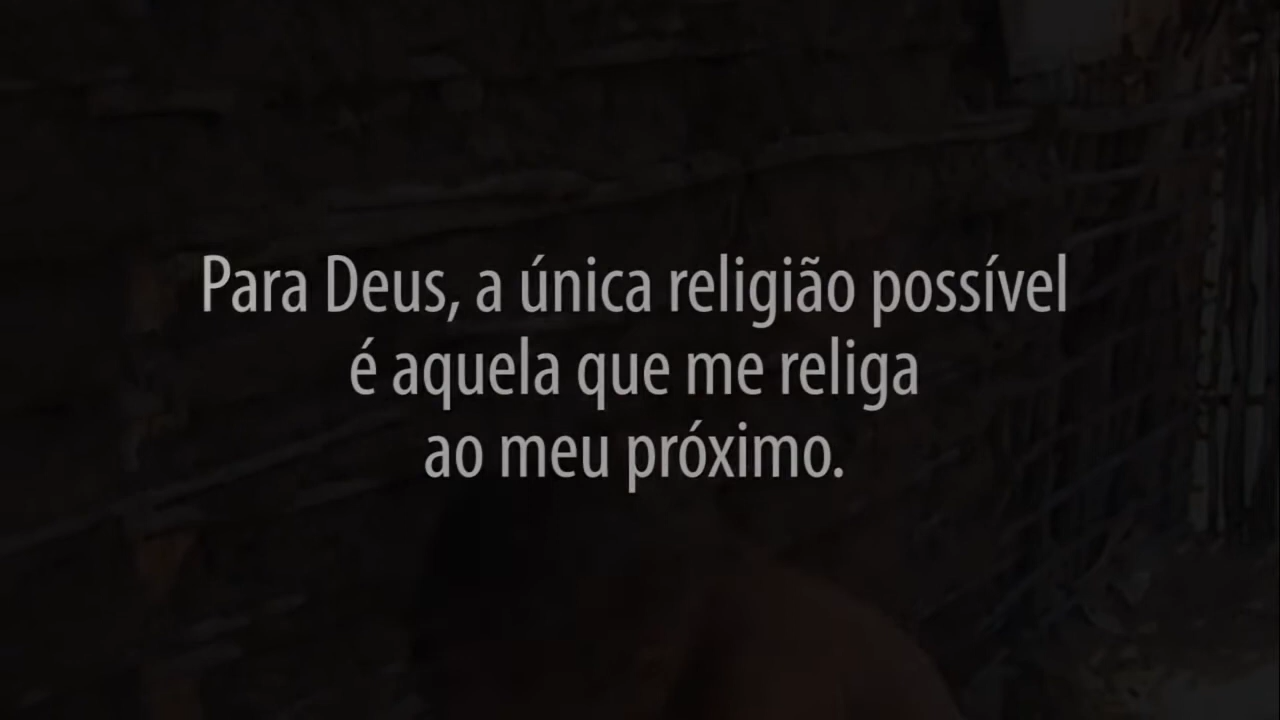 Para Deus, a única religião possível
é aquela que me religa
ao meu próximo.